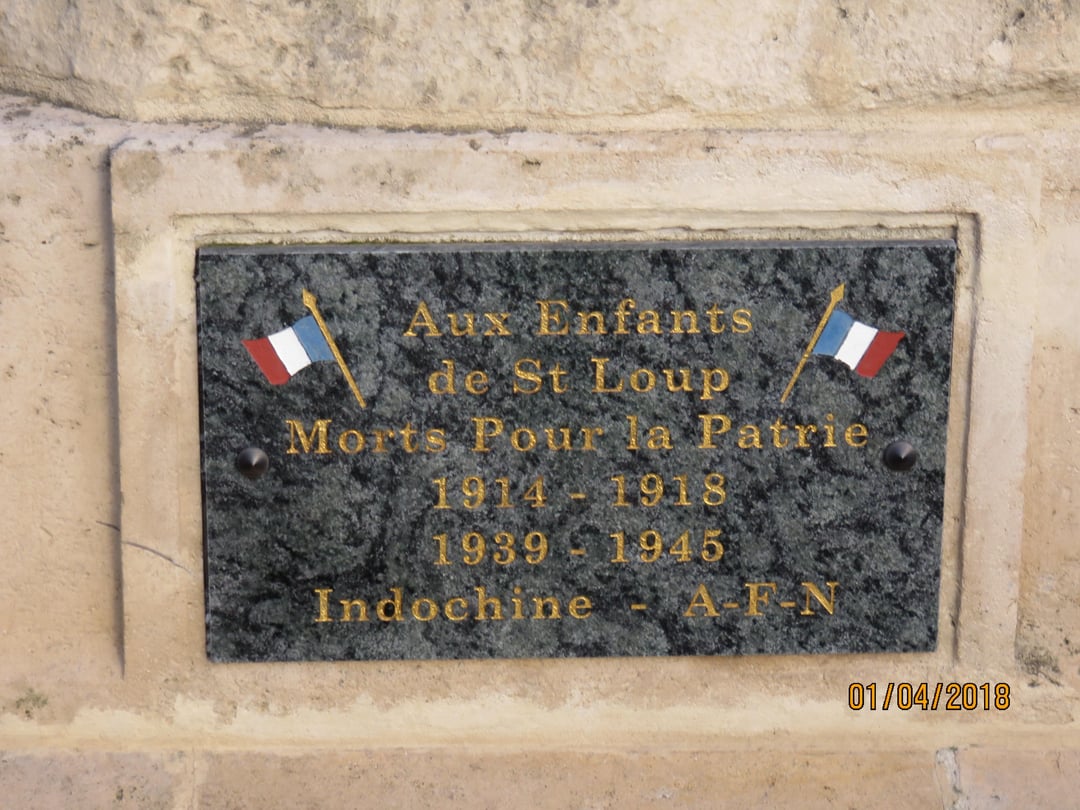 Aux Enfants
de St Loup
Morts Pour la Patrie
1914 - 1918
1939 - 1945
Indochine - A-F-N
01/04/2018